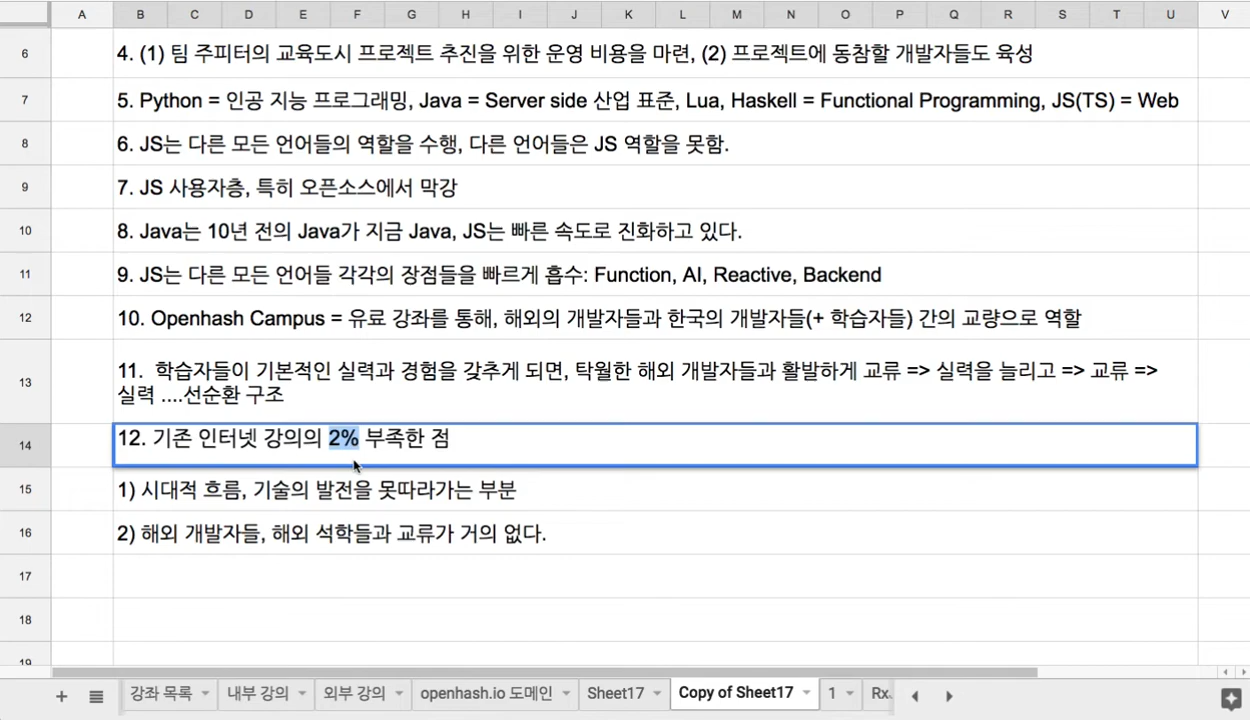 A B C D E F G H I J K L M N O P Q R S T U V
6 4. (1) 팀 주피터의 교육도시 프로젝트 추진을 위한 운영 비용을 마련, (2) 프로젝트에 동참할 개발자들도 육성
7 5. Python = 인공 지능 프로그래밍, Java = Server side 산업 표준, Lua, Haskell = Functional Programming, JS(TS) = Web
8 6. JS는 다른 모든 언어들의 역할을 수행, 다른 언어들은 JS 역할을 못함.
9 7. JS 사용자층, 특히 오픈소스에서 막강
10 8. Java는 10년 전의 Java가 지금 Java, JS는 빠른 속도로 진화하고 있다.
11 9. JS는 다른 모든 언어들 각각의 장점들을 빠르게 흡수: Function, AI, Reactive, Backend
12 10. Openhash Campus = 유료 강좌를 통해, 해외의 개발자들과 한국의 개발자들(+ 학습자들) 간의 교량으로 역할
13 11. 학습자들이 기본적인 실력과 경험을 갖추게 되면, 탁월한 해외 개발자들과 활발하게 교류 => 실력을 늘리고 => 교류 =>
실력 ....선순환 구조
14 12. 기존 인터넷 강의의 2% 부족한 점
15 1) 시대적 흐름, 기술의 발전을 못따라가는 부분
16 2) 해외 개발자들, 해외 석학들과 교류가 거의 없다.
17
18
19
+ 강좌 목록 내부 강의 외부 강의 openhash.io 도메인 Sheet17 Copy of Sheet17 1 Rx